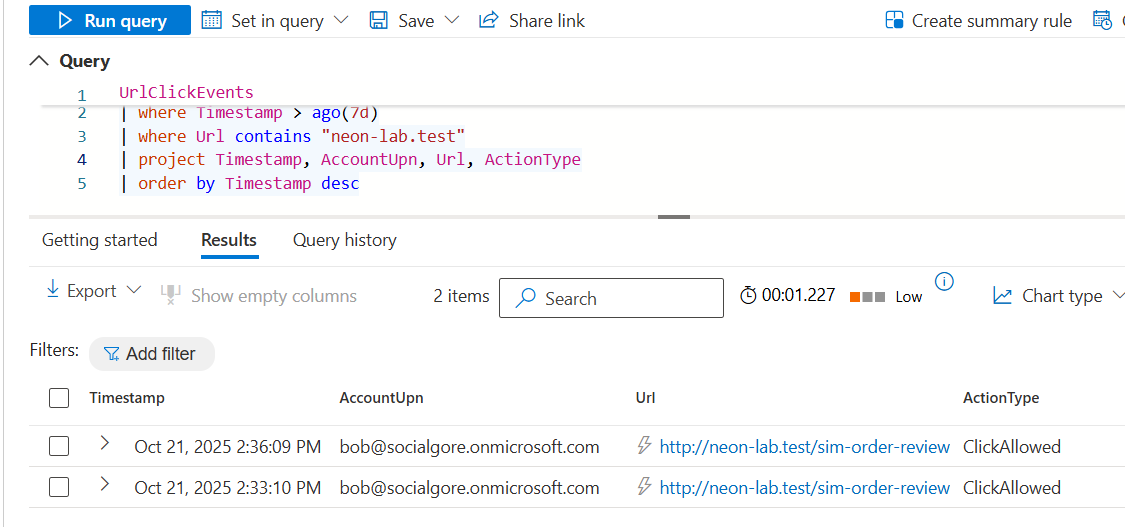 Run query Set in query Save Share link Create summary rule
Query
1 UrlClickEvents
2 | where Timestamp > ago(7d)
3 | where Url contains "neon-lab.test"
4 | project Timestamp, AccountUpn, Url, ActionType
5 | order by Timestamp desc
Getting started Results Query history
Export Show empty columns 2 items Search 00:01.227 Low Chart type
Filters: Add filter
Timestamp AccountUpn Url ActionType
Oct 21, 2025 2:36:09 PM bob@socialgore.onmicrosoft.com http://neon-lab.test/sim-order-review ClickAllowed
Oct 21, 2025 2:33:10 PM bob@socialgore.onmicrosoft.com http://neon-lab.test/sim-order-review ClickAllowed